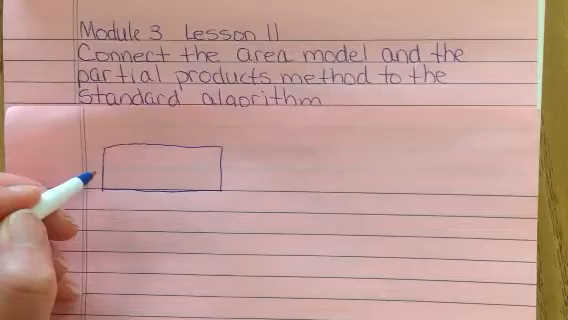 Module 3 Lesson 11
Connect the area model and the
partial products method to the
standard algorithm